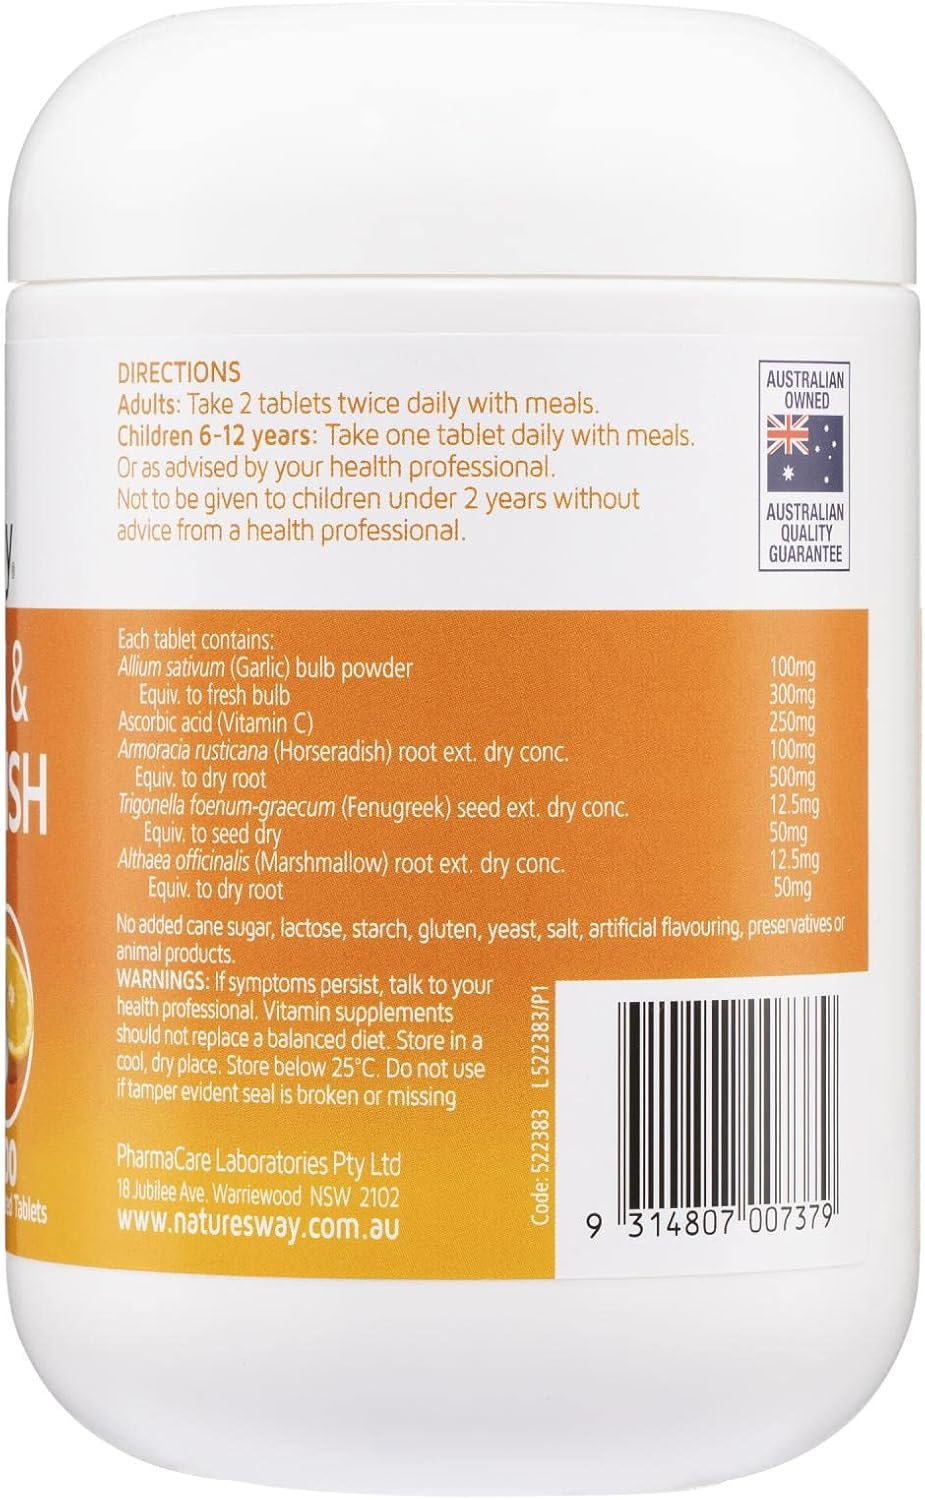 DIRECTIONS
Adults: Take 2 tablets twice daily with meals.
Children 6-12 years: Take one tablet daily with meals.
Or as advised by your health professional.
Not to be given to children under 2 years without
advice from a health professional.
AUSTRALIAN
OWNED
AUSTRALIAN
QUALITY
GUARANTEE
y®
&
ISH
Tablets
Each tablet contains:
Allium sativum (Garlic) bulb powder 100mg
Equiv. to fresh bulb 300mg
Ascorbic acid (Vitamin C) 250mg
Armoracia rusticana (Horseradish) root ext. dry conc. 100mg
Equiv. to dry root 500mg
Trigonella foenum-graecum (Fenugreek) seed ext. dry conc. 12.5mg
Equiv. to seed dry 50mg
Althaea officinalis (Marshmallow) root ext. dry conc. 12.5mg
Equiv. to dry root 50mg
No added cane sugar, lactose, starch, gluten, yeast, salt, artificial flavouring, preservatives or
animal products.
WARNINGS: If symptoms persist, talk to your
health professional. Vitamin supplements
should not replace a balanced diet. Store in a
cool, dry place. Store below 25°C. Do not use
if tamper evident seal is broken or missing
PharmaCare Laboratories Pty Ltd
18 Jubilee Ave. Warriewood NSW 2102
www.naturesway.com.au
Code: 522383 L522383/P1
9 314807 007379